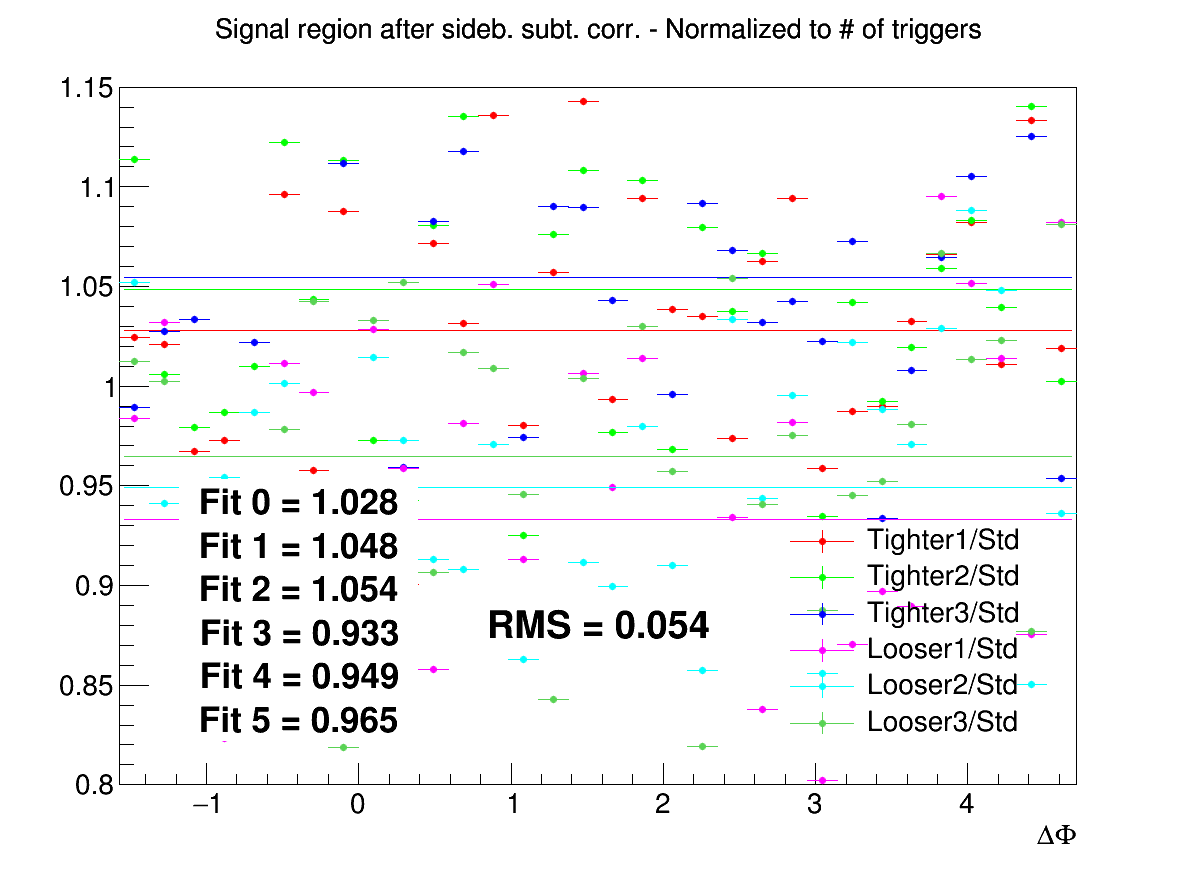 Signal region after sideb. subt. corr. - Normalized to # of triggers
1.15
1.1
1.05
1
0.95
0.9
0.85
0.8
Fit 0 = 1.028
Fit 1 = 1.048
Fit 2 = 1.054
Fit 3 = 0.933
Fit 4 = 0.949
Fit 5 = 0.965
RMS = 0.054
Tighter1/Std
Tighter2/Std
Tighter3/Std
Looser1/Std
Looser2/Std
Looser3/Std
−1 0 1 2 3 4
ΔΦ